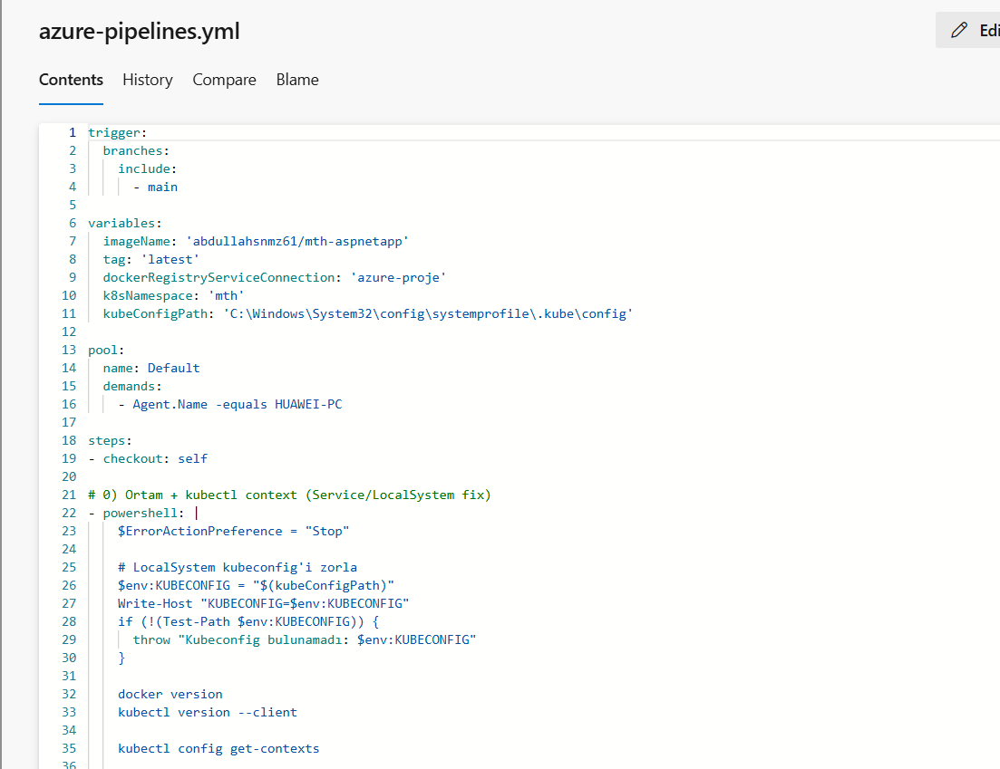 azure-pipelines.yml
Edi
Contents History Compare Blame
1 trigger:
2 branches:
3 include:
4 - main
5
6 variables:
7 imageName: 'abdullahsnmz61/mth-aspnetapp'
8 tag: 'latest'
9 dockerRegistryServiceConnection: 'azure-proje'
10 k8sNamespace: 'mth'
11 kubeConfigPath: 'C:\Windows\System32\config\systemprofile\.kube\config'
12
13 pool:
14 name: Default
15 demands:
16 - Agent.Name -equals HUAWEI-PC
17
18 steps:
19 - checkout: self
20
21 # 0) Ortam + kubectl context (Service/LocalSystem fix)
22 - powershell: |
23 $ErrorActionPreference = "Stop"
24
25 # LocalSystem kubeconfig'i zorla
26 $env:KUBECONFIG = "$(kubeConfigPath)"
27 Write-Host "KUBECONFIG=$env:KUBECONFIG"
28 if (!(Test-Path $env:KUBECONFIG)) {
29 throw "Kubeconfig bulunamadı: $env:KUBECONFIG"
30 }
31
32 docker version
33 kubectl version --client
34
35 kubectl config get-contexts
36